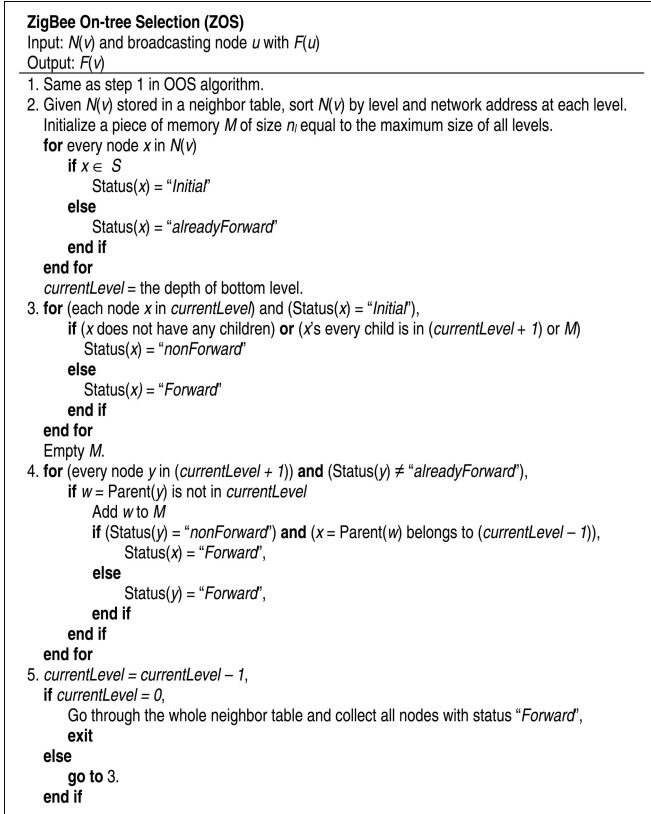 ZigBee On-tree Selection (ZOS)
Input: N(v) and broadcasting node u with F(u)
Output: F(v)
1. Same as step 1 in OOS algorithm.
2. Given N(v) stored in a neighbor table, sort N(v) by level and network address at each level.
Initialize a piece of memory M of size nₗ equal to the maximum size of all levels.
for every node x in N(v)
if x ∈ S
Status(x) = “Initial”
else
Status(x) = “alreadyForward”
end if
end for
currentLevel = the depth of bottom level.
3. for (each node x in currentLevel) and (Status(x) = “Initial”),
if (x does not have any children) or (x’s every child is in (currentLevel + 1) or M)
Status(x) = “nonForward”
else
Status(x) = “Forward”
end if
end for
Empty M.
4. for (every node y in (currentLevel + 1)) and (Status(y) ≠ “alreadyForward”),
if w = Parent(y) is not in currentLevel
Add w to M
if (Status(y) = “nonForward”) and (x = Parent(w) belongs to (currentLevel – 1)),
Status(x) = “Forward”,
else
Status(y) = “Forward”,
end if
end if
end for
5. currentLevel = currentLevel – 1,
if currentLevel = 0,
Go through the whole neighbor table and collect all nodes with status “Forward”,
exit
else
go to 3.
end if